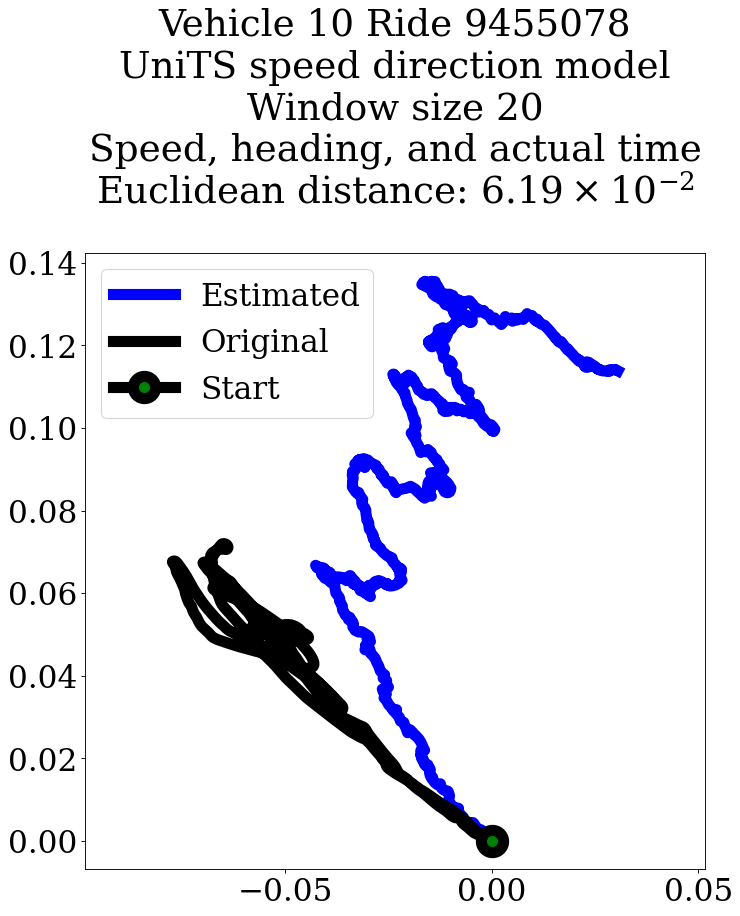 Vehicle 10 Ride 9455078
UniTS speed direction model
Window size 20
Speed, heading, and actual time
Euclidean distance: 6.19 × 10⁻²
0.14
0.12
0.10
0.08
0.06
0.04
0.02
0.00
Estimated
Original
Start
−0.05
0.00
0.05